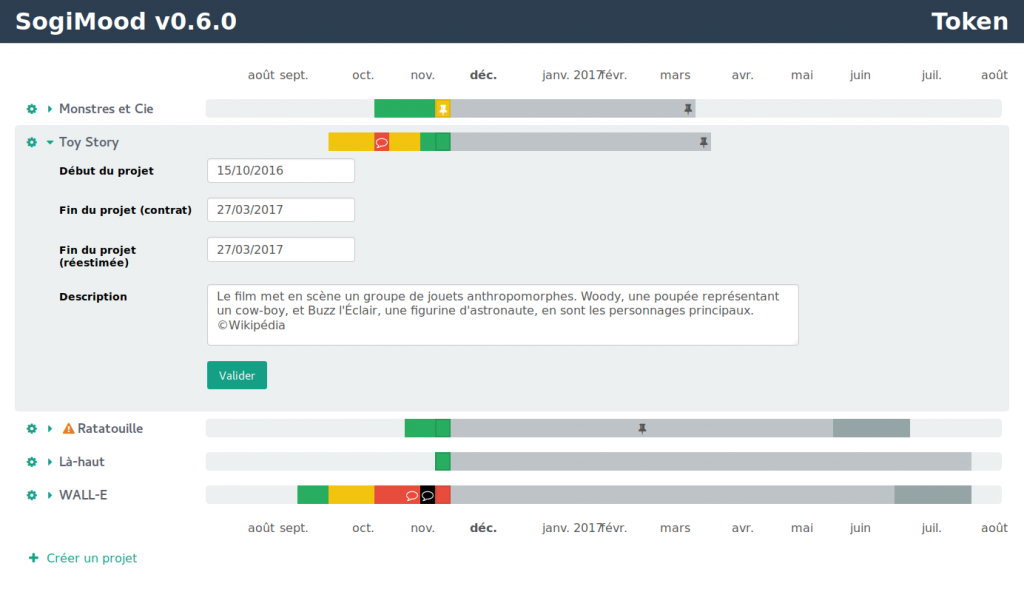 SogiMood v0.6.0 Token
août sept. oct. nov. déc. janv. 2017 févr. mars avr. mai juin juil. août
Monstres et Cie
Toy Story
Début du projet 15/10/2016
Fin du projet (contrat) 27/03/2017
Fin du projet
(réestimée) 27/03/2017
Description Le film met en scène un groupe de jouets anthropomorphes. Woody, une poupée représentant
un cow-boy, et Buzz l'Éclair, une figurine d'astronaute, en sont les personnages principaux.
©Wikipédia
Valider
Ratatouille
Là-haut
WALL-E
août sept. oct. nov. déc. janv. 2017 févr. mars avr. mai juin juil. août
Créer un projet